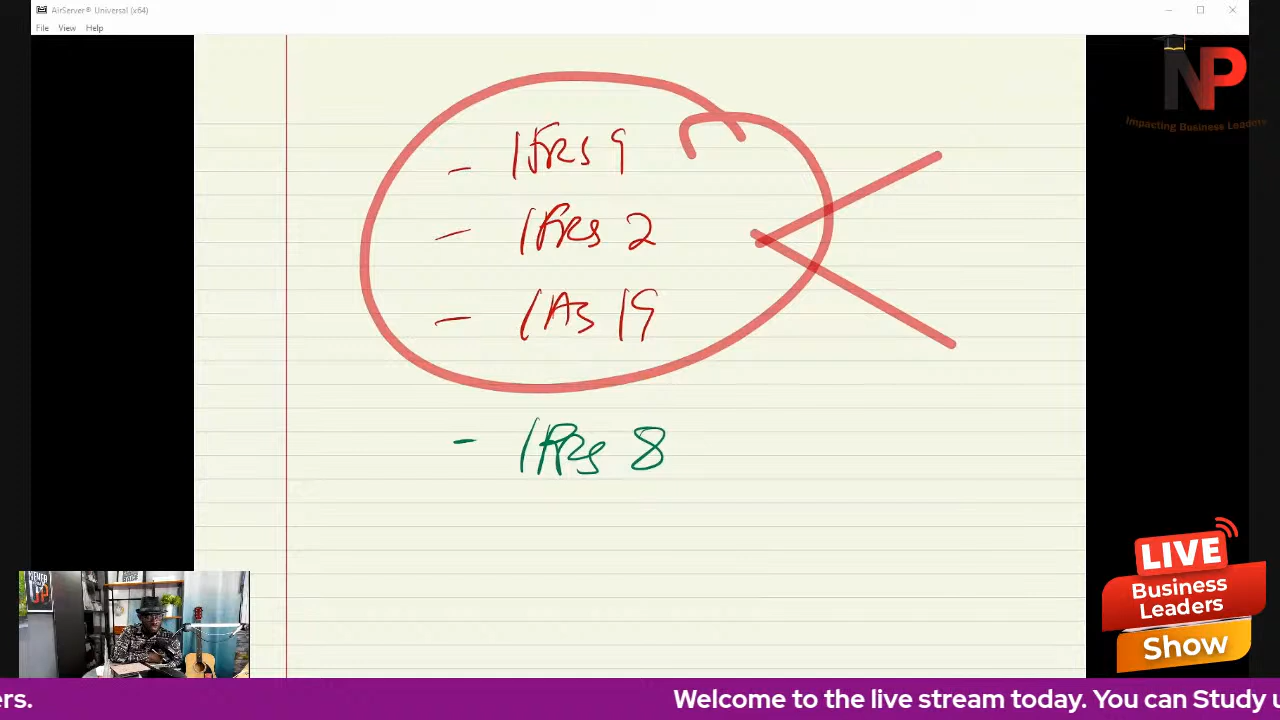 AirServer® Universal (x64)
File View Help
NP
Impacting Business Leaders
- IFRS 9
- IFRS 2
- IAS 19
- IFRS 8
LIVE
Business
Leaders
Show
ers.
Welcome to the live stream today. You can Study u